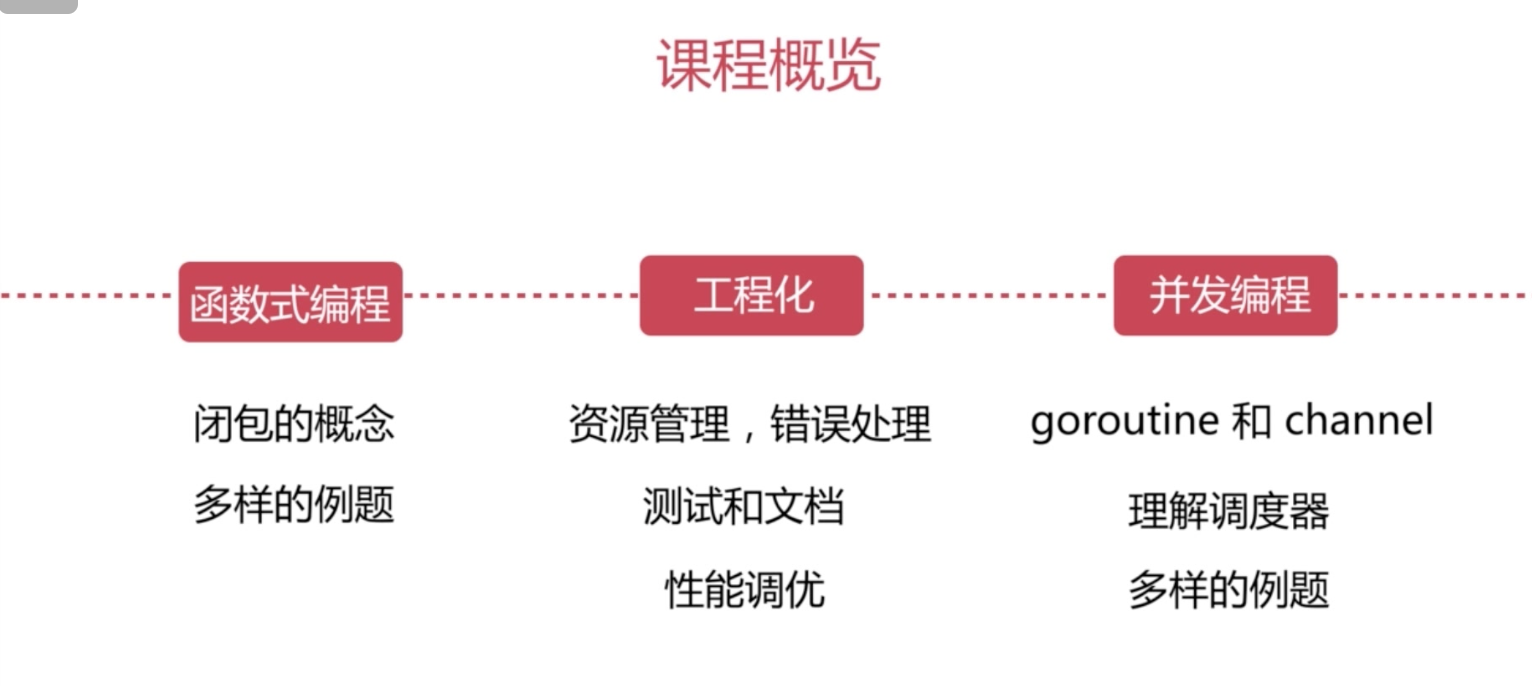 课程概览
函数式编程
工程化
并发编程
闭包的概念
资源管理，错误处理
goroutine 和 channel
多样的例题
测试和文档
理解调度器
性能调优
多样的例题